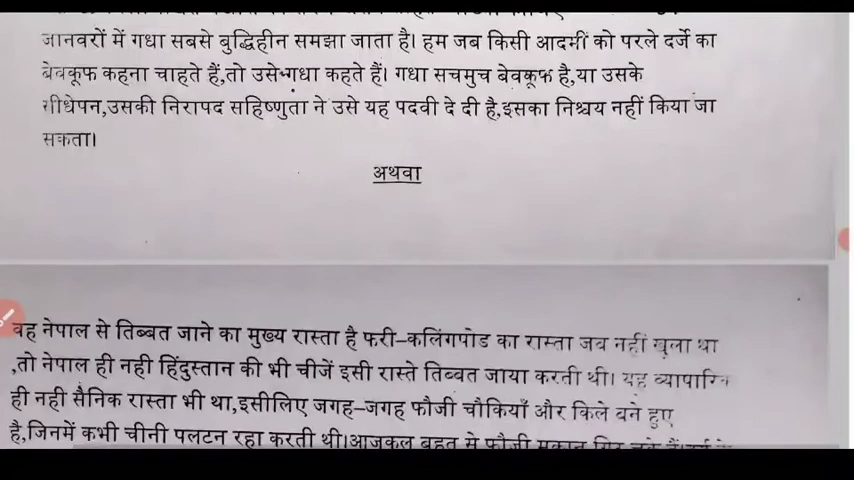 जानवरों में गधा सबसे बुद्धिहीन समझा जाता है। हम जब किसी आदमी को परले दर्जे का
बेवकूफ कहना चाहते हैं,तो उसे गधा कहते हैं। गधा सचमुच बेवकूफ है,या उसके
सीधेपन,उसकी निरापद सहिष्णुता ने उसे यह पदवी दे दी है,इसका निश्चय नहीं किया जा
सकता।
अथवा
वह नेपाल से तिब्बत जाने का मुख्य रास्ता है फरी–कलिंगपोड का रास्ता जब नहीं खुला था
,तो नेपाल ही नही हिंदुस्तान की भी चीजें इसी रास्ते तिब्बत जाया करती थी। यह व्यापारिक
ही नही सैनिक रास्ता भी था,इसीलिए जगह–जगह फौजी चौकियाँ और किले बने हुए
है,जिनमें कभी चीनी पलटन रहा करती थी।आजकल बहुत से फौजी मकान गिर चुके हैं।